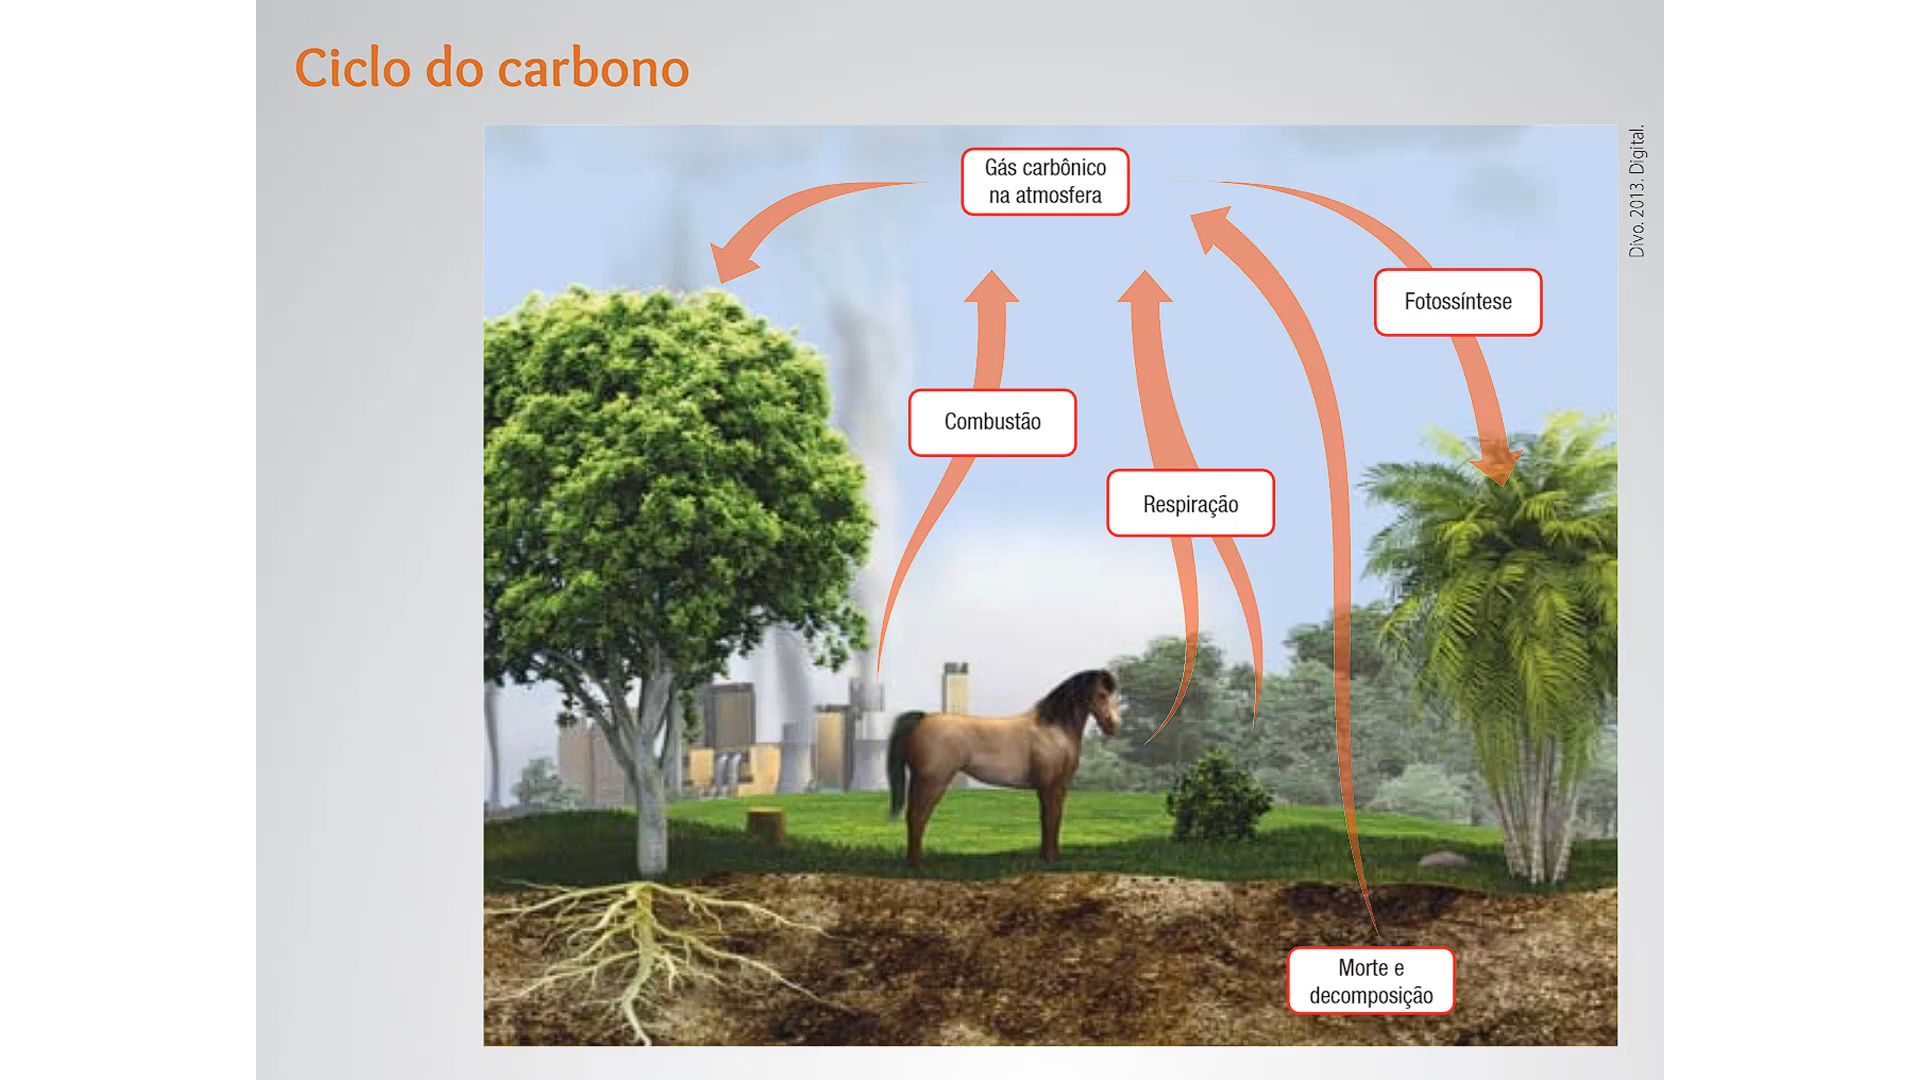 Ciclo do carbono
Gás carbônico
na atmosfera
Fotossíntese
Combustão
Respiração
Morte e
decomposição
Divo. 2013. Digital.